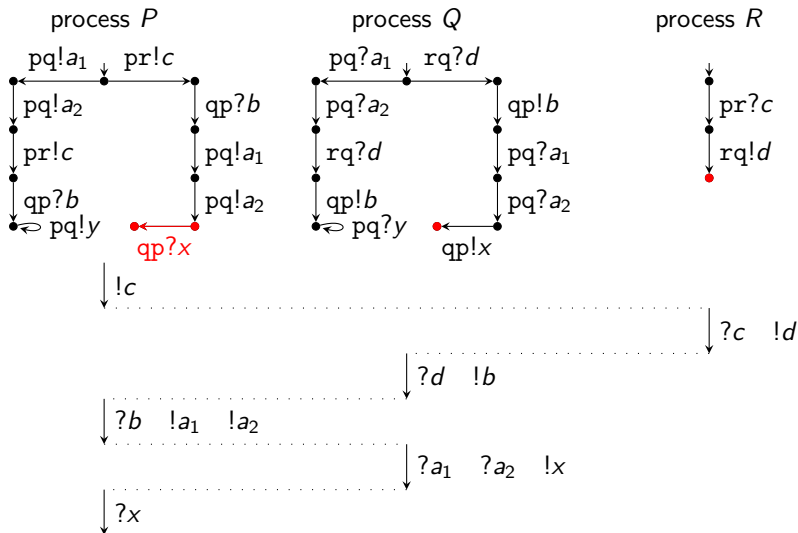 process P process Q process R
pq!a₁ pr!c pq?a₁ rq?d
pq!a₂ qp?b pq?a₂ qp!b pr?c
pr!c pq!a₁ rq?d pq?a₁ rq!d
qp?b pq!a₂ qp!b pq?a₂
pq!y pq?y
qp?x qp!x
!c
?c !d
?d !b
?b !a₁ !a₂
?a₁ ?a₂ !x
?x